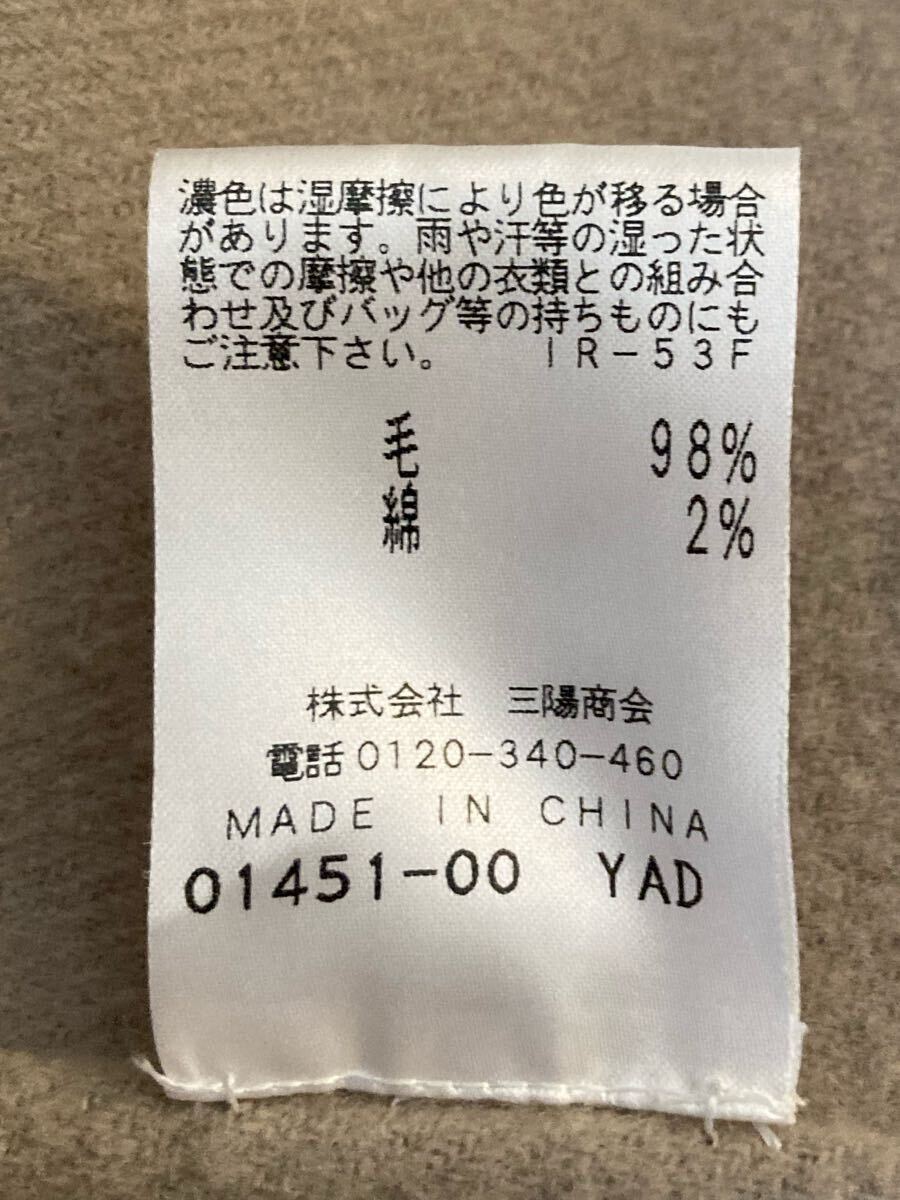 濃色は湿摩擦により色が移る場合
があります。雨や汗等の湿った状
態での摩擦や他の衣類との組み合
わせ及びバッグ等の持ちものにも
ご注意下さい。　　ＩＲ－５３Ｆ
毛 98%
綿 2%
株式会社　三陽商会
電話0120-340-460
MADE IN CHINA
01451-00 YAD